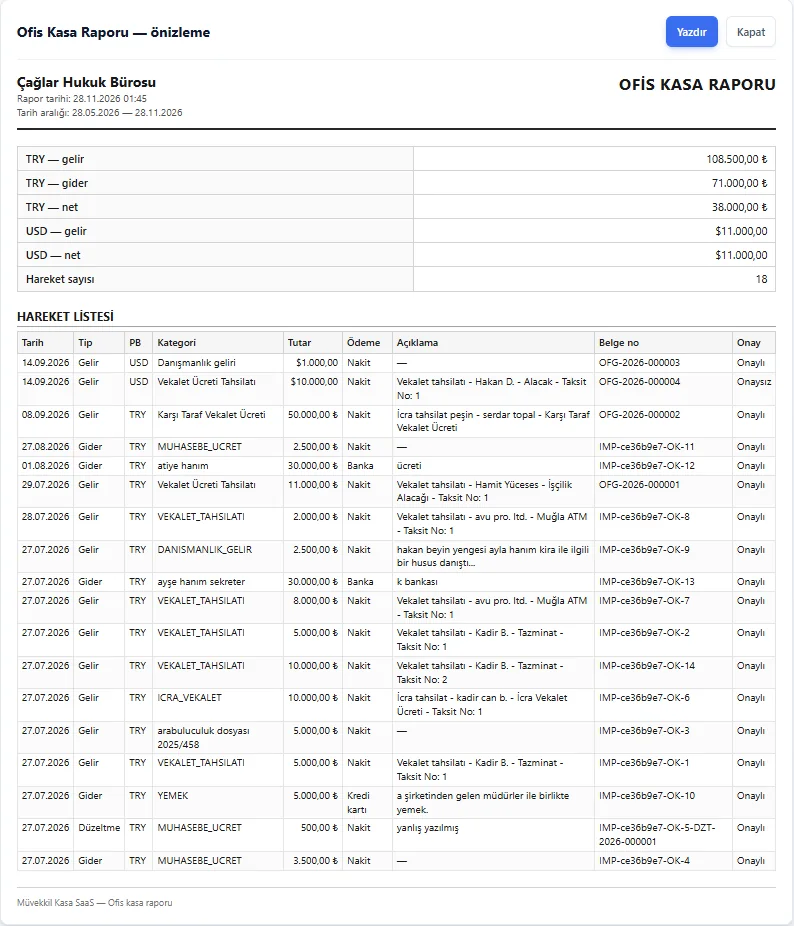 Ofis Kasa Raporu — önizleme
Yazdır
Kapat
Çağlar Hukuk Bürosu
OFİS KASA RAPORU
Rapor tarihi: 28.11.2026 01:45
Tarih aralığı: 28.05.2026 — 28.11.2026
TRY — gelir 108.500,00 ₺
TRY — gider 71.000,00 ₺
TRY — net 38.000,00 ₺
USD — gelir $11.000,00
USD — net $11.000,00
Hareket sayısı 18
HAREKET LİSTESİ
Tarih Tip PB Kategori Tutar Ödeme Açıklama Belge no Onay
14.09.2026 Gelir USD Danışmanlık geliri $1.000,00 Nakit — OFG-2026-000003 Onaylı
14.09.2026 Gelir USD Vekalet Ücreti Tahsilatı $10.000,00 Nakit Vekalet tahsilatı - Hakan D. - Alacak - Taksit OFG-2026-000004 Onaysız
No: 1
08.09.2026 Gelir TRY Karşı Taraf Vekalet Ücreti 50.000,00 ₺ Nakit İcra tahsilat peşin - serdar topal - Karşı Taraf OFG-2026-000002 Onaylı
Vekalet Ücreti
27.08.2026 Gider TRY MUHASEBE_UCRET 2.500,00 ₺ Nakit — IMP-ce36b9e7-OK-11 Onaylı
01.08.2026 Gider TRY atiye hanım 30.000,00 ₺ Banka ücreti IMP-ce36b9e7-OK-12 Onaylı
29.07.2026 Gelir TRY Vekalet Ücreti Tahsilatı 11.000,00 ₺ Nakit Vekalet tahsilatı - Hamit Yüceses - İşçilik OFG-2026-000001 Onaylı
Alacağı - Taksit No: 1
28.07.2026 Gelir TRY VEKALET_TAHSILATI 2.000,00 ₺ Nakit Vekalet tahsilatı - avu pro. ltd. - Muğla ATM IMP-ce36b9e7-OK-8 Onaylı
- Taksit No: 1
27.07.2026 Gelir TRY DANISMANLIK_GELIR 2.500,00 ₺ Nakit hakan beyin yengesi ayla hanım kira ile ilgili IMP-ce36b9e7-OK-9 Onaylı
bir husus danıştı...
27.07.2026 Gider TRY ayşe hanım sekreter 30.000,00 ₺ Banka k bankası IMP-ce36b9e7-OK-13 Onaylı
27.07.2026 Gelir TRY VEKALET_TAHSILATI 8.000,00 ₺ Nakit Vekalet tahsilatı - avu pro. ltd. - Muğla ATM IMP-ce36b9e7-OK-7 Onaylı
- Taksit No: 1
27.07.2026 Gelir TRY VEKALET_TAHSILATI 5.000,00 ₺ Nakit Vekalet tahsilatı - Kadir B. - Tazminat - IMP-ce36b9e7-OK-2 Onaylı
Taksit No: 1
27.07.2026 Gelir TRY VEKALET_TAHSILATI 10.000,00 ₺ Nakit Vekalet tahsilatı - Kadir B. - Tazminat - IMP-ce36b9e7-OK-14 Onaylı
Taksit No: 2
27.07.2026 Gelir TRY ICRA_VEKALET 10.000,00 ₺ Nakit İcra tahsilat - kadir can b. - İcra Vekalet IMP-ce36b9e7-OK-6 Onaylı
Ücreti - Taksit No: 1
27.07.2026 Gelir TRY arabuluculuk dosyası 5.000,00 ₺ Nakit — IMP-ce36b9e7-OK-3 Onaylı
2025/458
27.07.2026 Gelir TRY VEKALET_TAHSILATI 5.000,00 ₺ Nakit Vekalet tahsilatı - Kadir B. - Tazminat - IMP-ce36b9e7-OK-1 Onaylı
Taksit No: 1
27.07.2026 Gider TRY YEMEK 5.000,00 ₺ Kredi a şirketinden gelen müdürler ile birlikte IMP-ce36b9e7-OK-10 Onaylı
kartı yemek.
27.07.2026 Düzeltme TRY MUHASEBE_UCRET 500,00 ₺ Nakit yanlış yazılmış IMP-ce36b9e7-OK-5-DZT- Onaylı
2026-000001
27.07.2026 Gider TRY MUHASEBE_UCRET 3.500,00 ₺ Nakit — IMP-ce36b9e7-OK-4 Onaylı
Müvekkil Kasa SaaS — Ofis kasa raporu